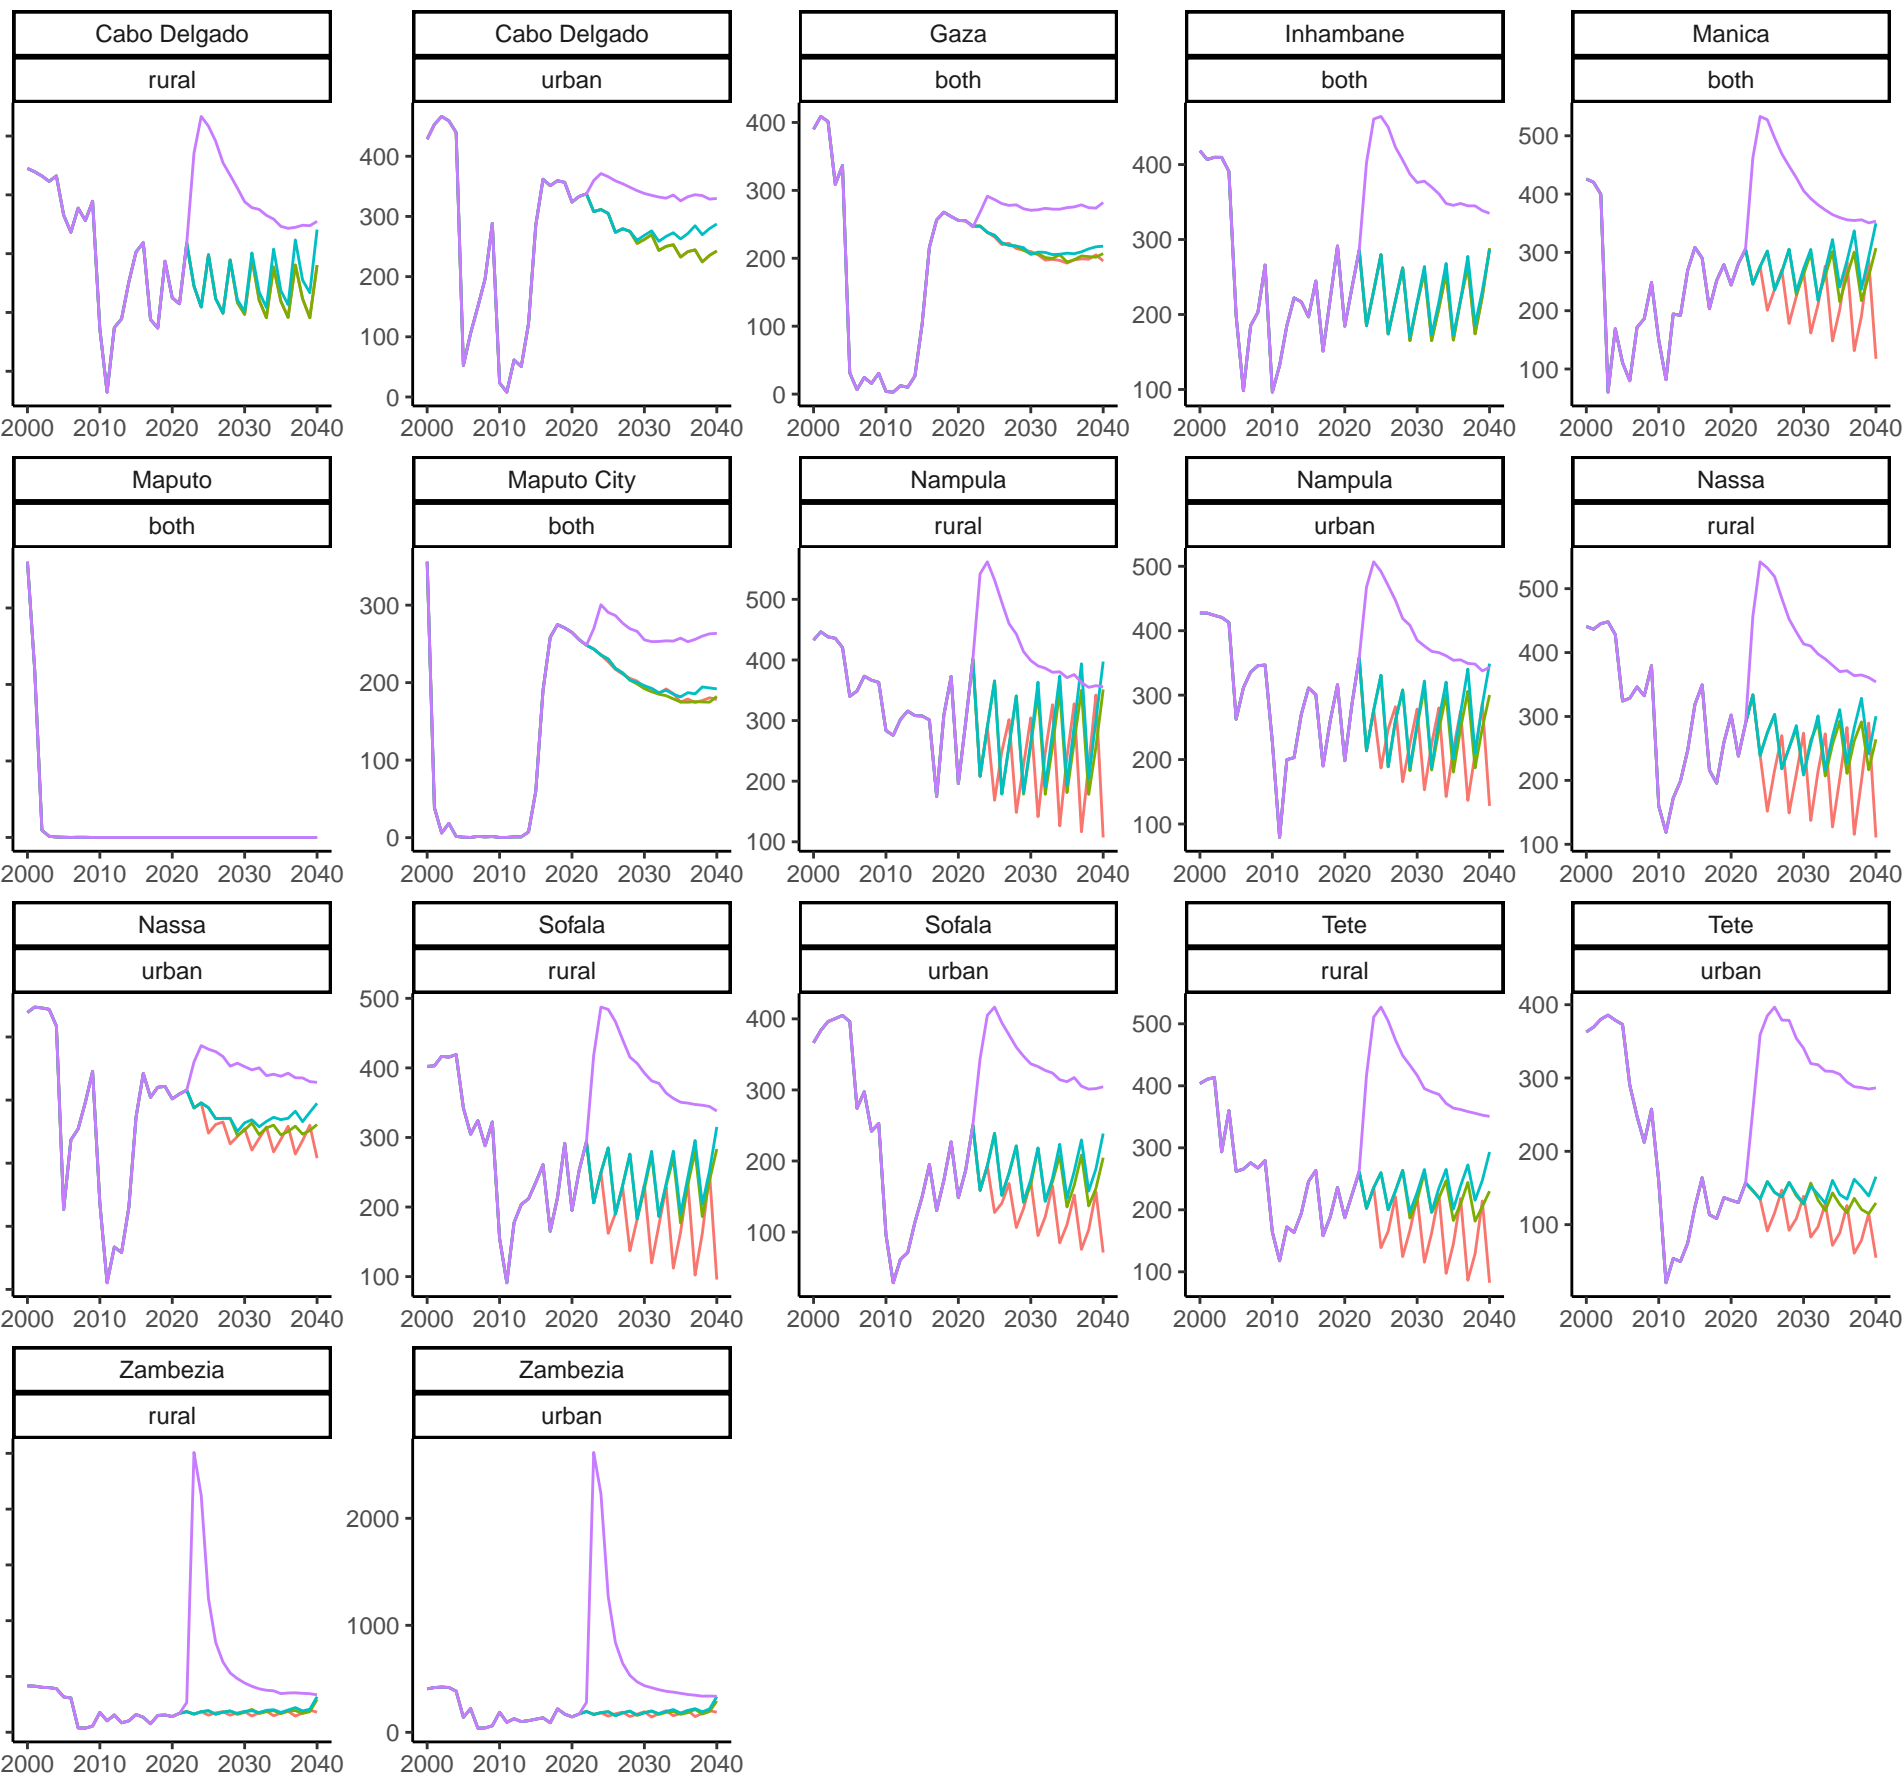 Cabo Delgado Cabo Delgado Gaza Inhambane Manica
rural urban both both both
400 300 200 100 0
400 300 200 100 0
400 300 200 100
500 400 300 200 100
2000 2010 2020 2030 2040 2000 2010 2020 2030 2040 2000 2010 2020 2030 2040 2000 2010 2020 2030 2040 2000 2010 2020 2030 2040
Maputo Maputo City Nampula Nampula Nassa
both both rural urban rural
300 200 100 0
500 400 300 200 100
500 400 300 200 100
500 400 300 200 100
2000 2010 2020 2030 2040 2000 2010 2020 2030 2040 2000 2010 2020 2030 2040 2000 2010 2020 2030 2040 2000 2010 2020 2030 2040
Nassa Sofala Sofala Tete Tete
urban rural urban rural urban
500 400 300 200 100
400 300 200 100
500 400 300 200 100
400 300 200 100
2000 2010 2020 2030 2040 2000 2010 2020 2030 2040 2000 2010 2020 2030 2040 2000 2010 2020 2030 2040 2000 2010 2020 2030 2040
Zambezia Zambezia
rural urban
2000 1000 0
2000 2010 2020 2030 2040 2000 2010 2020 2030 2040